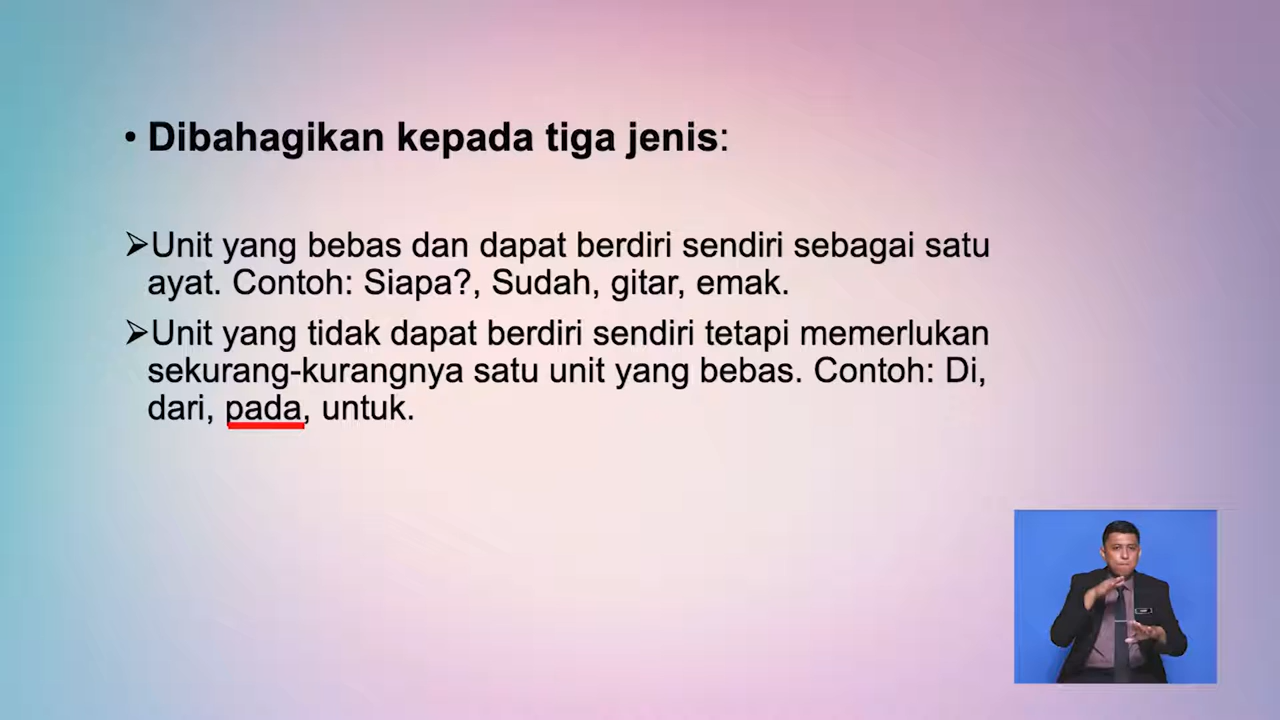 • Dibahagikan kepada tiga jenis:
➢Unit yang bebas dan dapat berdiri sendiri sebagai satu
ayat. Contoh: Siapa?, Sudah, gitar, emak.
➢Unit yang tidak dapat berdiri sendiri tetapi memerlukan
sekurang-kurangnya satu unit yang bebas. Contoh: Di,
dari, pada, untuk.